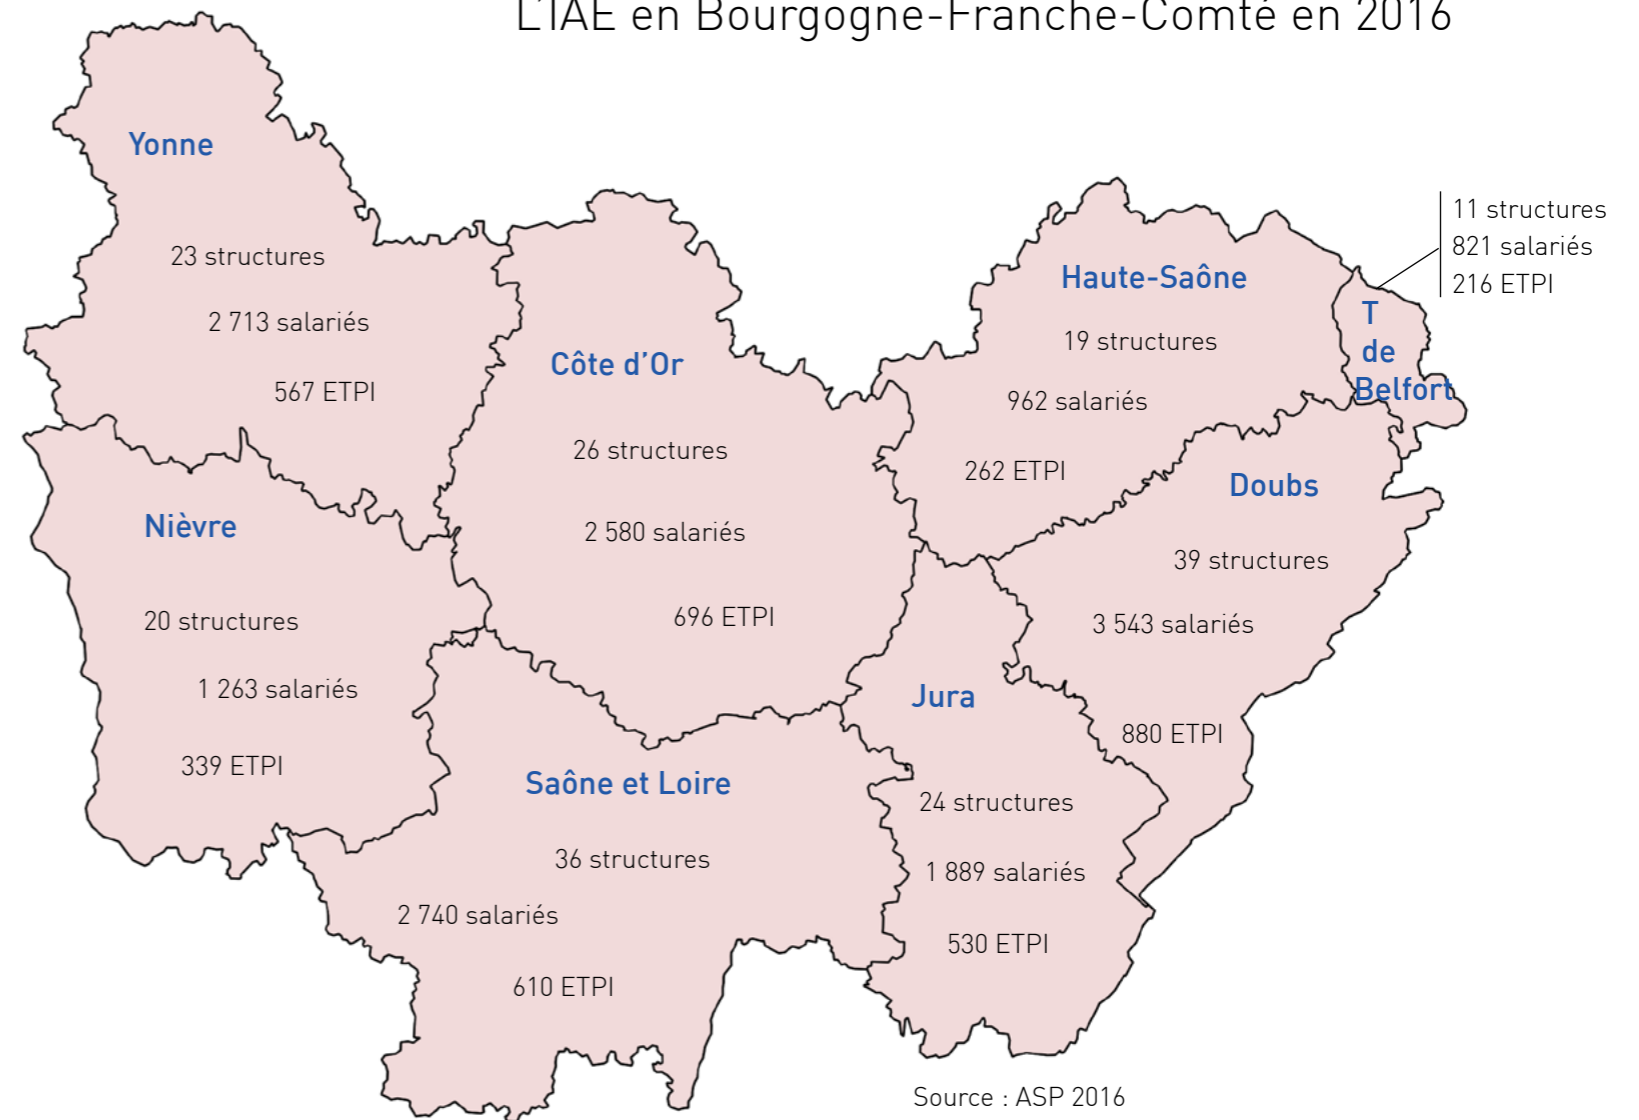 L'IAE en Bourgogne-Franche-Comté en 2016
Yonne
23 structures
2 713 salariés
567 ETPI
Côte d'Or
26 structures
2 580 salariés
696 ETPI
Haute-Saône
19 structures
962 salariés
262 ETPI
11 structures
821 salariés
216 ETPI
T
de
Belfort
Doubs
39 structures
3 543 salariés
880 ETPI
Nièvre
20 structures
1 263 salariés
339 ETPI
Saône et Loire
36 structures
2 740 salariés
610 ETPI
Jura
24 structures
1 889 salariés
530 ETPI
Source : ASP 2016